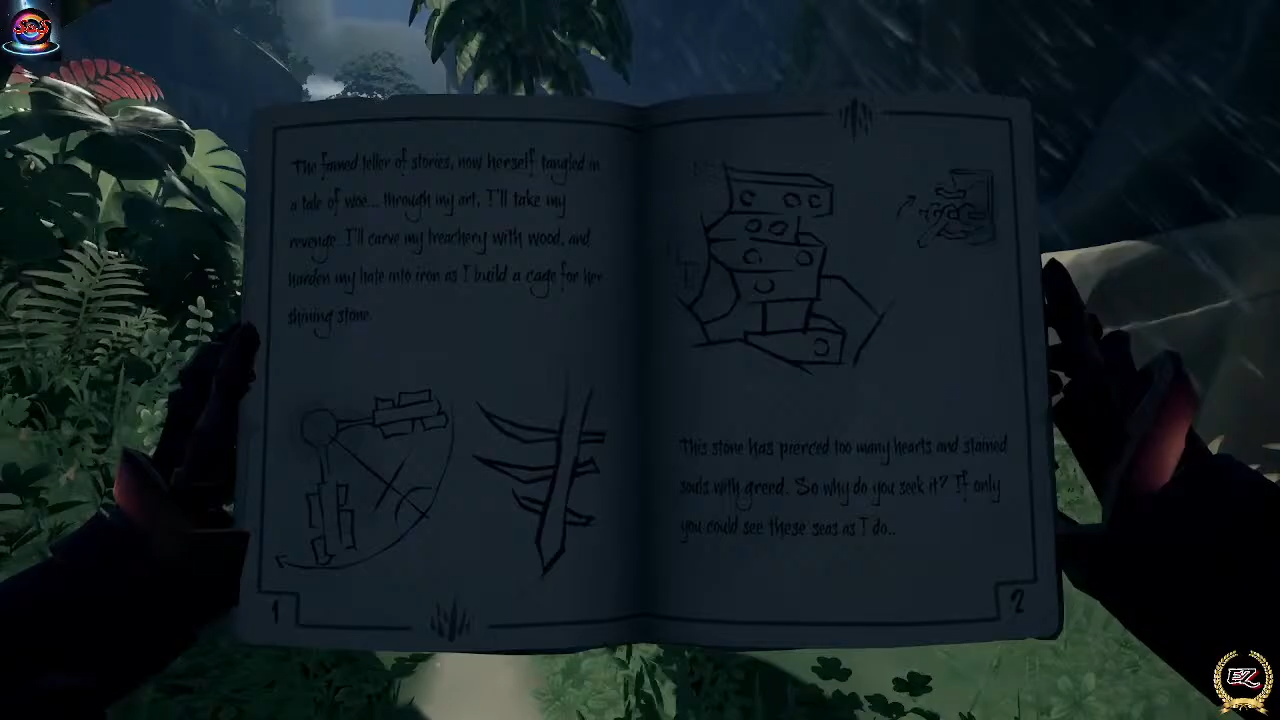 SOS
The famed teller of stories, now herself tangled in
a tale of woe... through my art, I'll take my
revenge. I'll carve my treachery with wood, and
harden my hate into iron as I build a cage for her
shining stone.
1
This stone has pierced too many hearts and stained
souls with greed. So why do you seek it? If only
you could see these seas as I do..
2
EZ